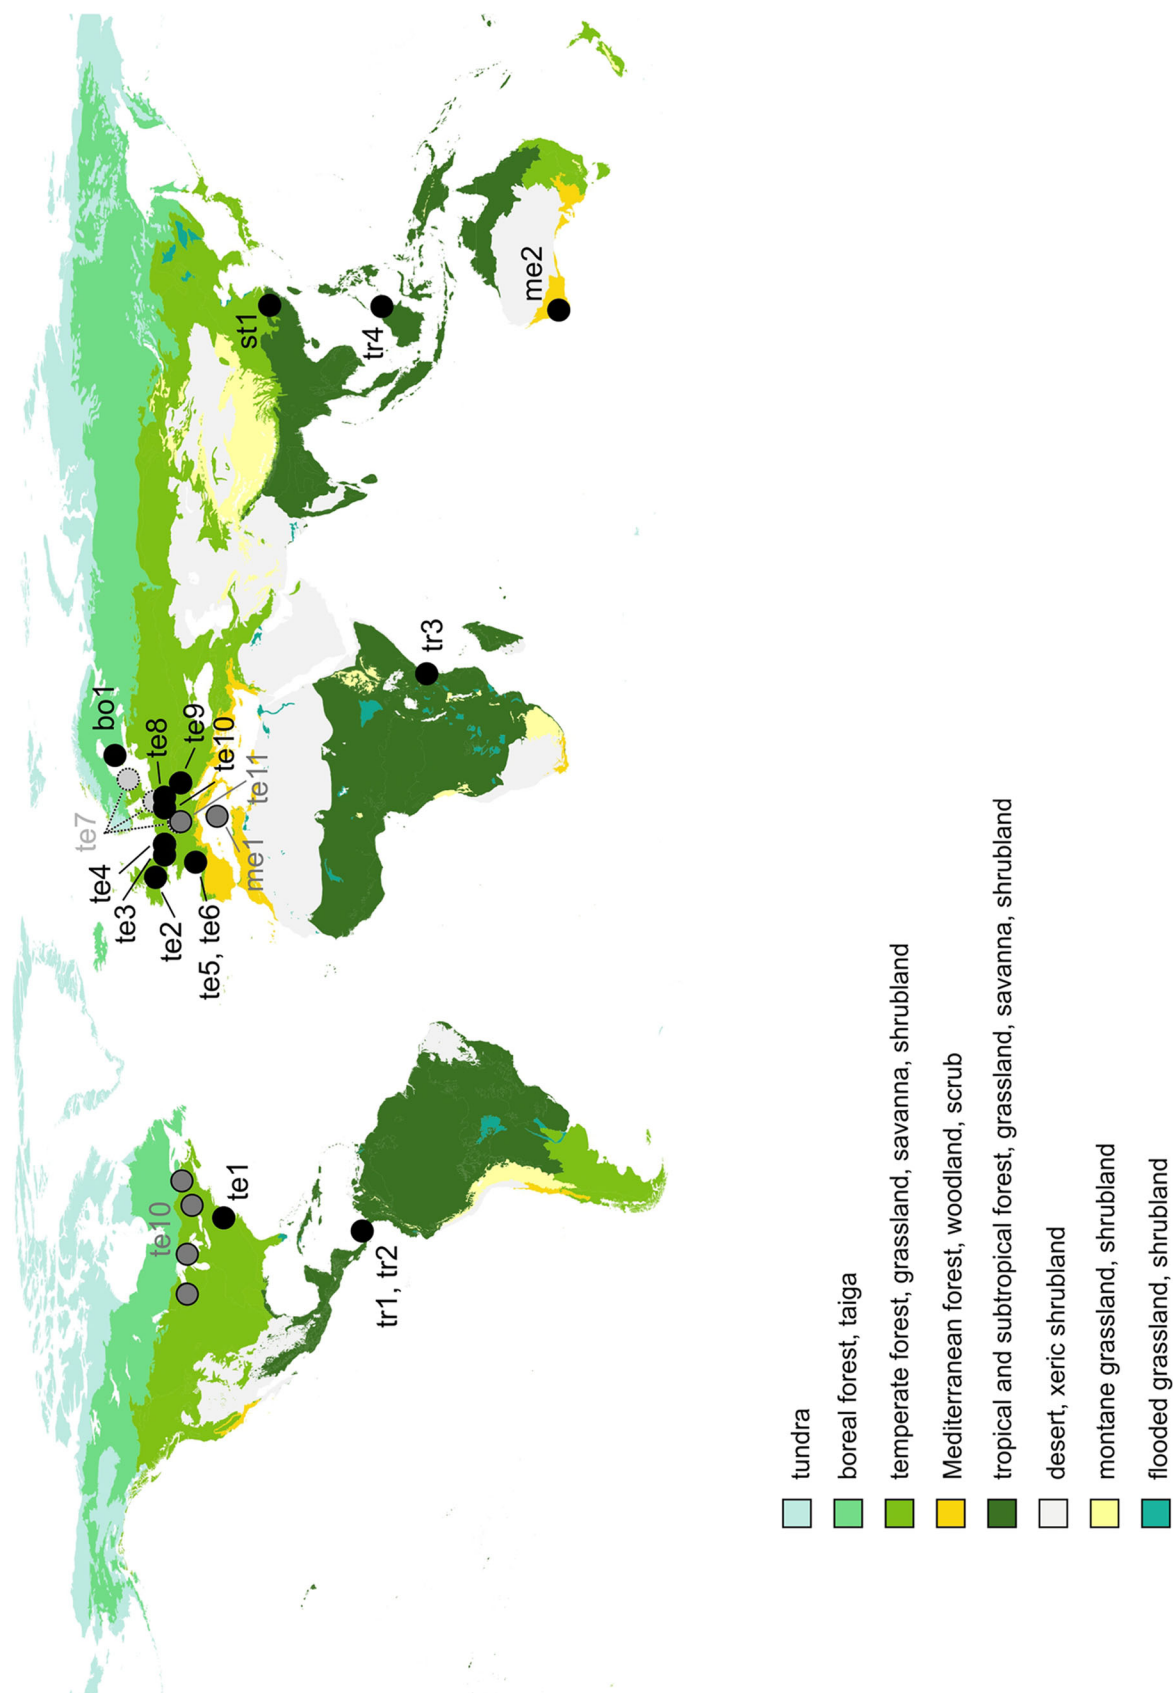 te10
te1
tr1, tr2
te7
te4
te3
te2
te5, te6
bo1
te8
te9
te10
te11
me1
tr3
st1
tr4
me2
tundra
boreal forest, taiga
temperate forest, grassland, savanna, shrubland
Mediterranean forest, woodland, scrub
tropical and subtropical forest, grassland, savanna, shrubland
desert, xeric shrubland
montane grassland, shrubland
flooded grassland, shrubland